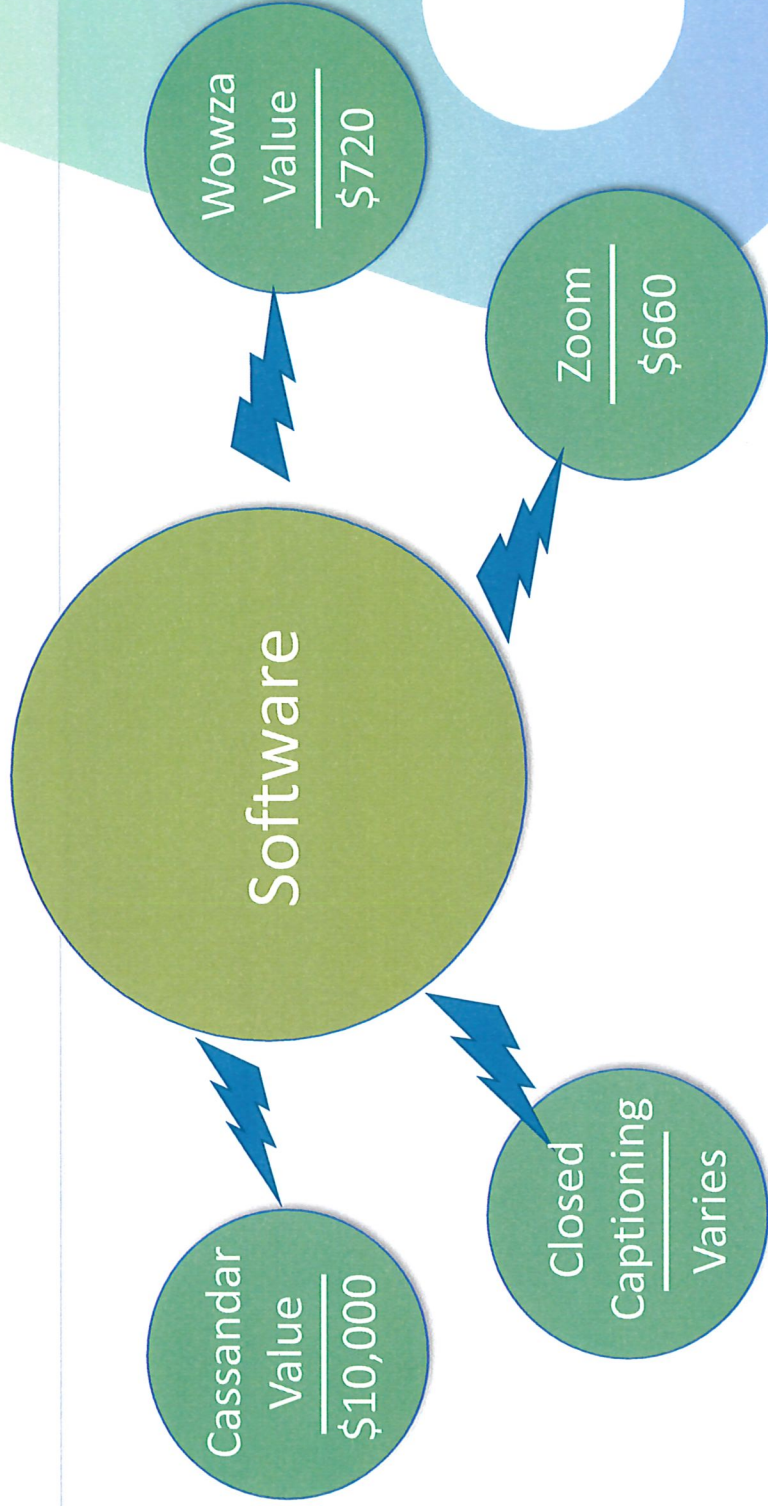 Software
Cassandar
Value
$10,000
Wowza
Value
$720
Closed
Captioning
Varies
Zoom
$660